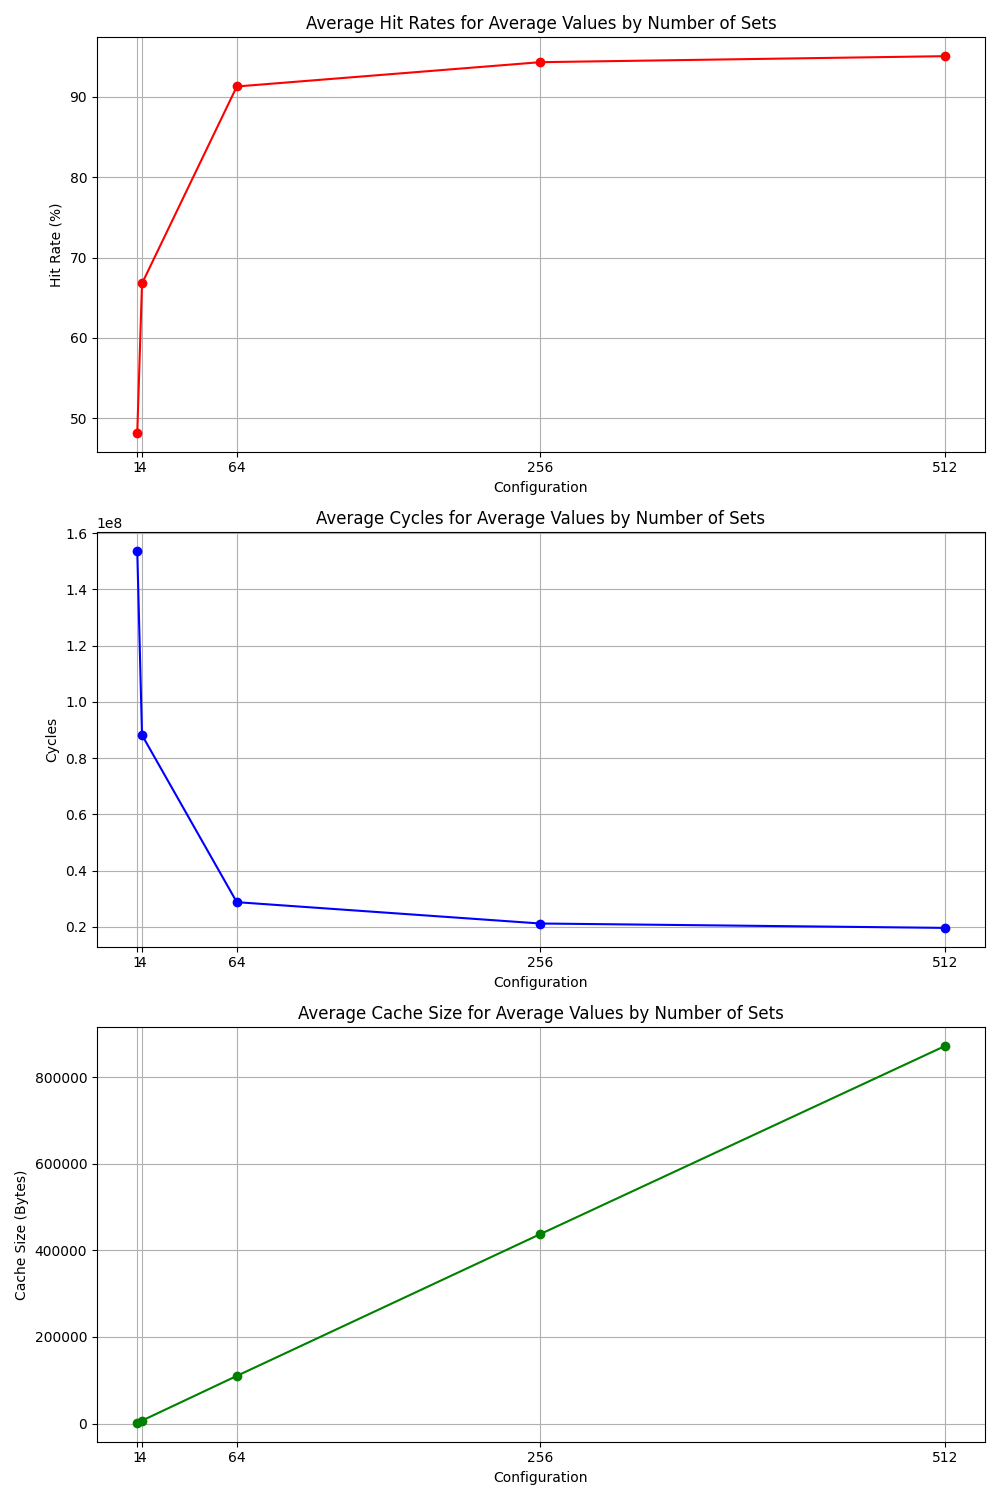 Average Hit Rates for Average Values by Number of Sets
90
80
70
60
50
Hit Rate (%)
1 4 64 256 512
Configuration
Average Cycles for Average Values by Number of Sets
1e8
1.6
1.4
1.2
1.0
0.8
0.6
0.4
0.2
Cycles
1 4 64 256 512
Configuration
Average Cache Size for Average Values by Number of Sets
800000
600000
400000
200000
0
Cache Size (Bytes)
1 4 64 256 512
Configuration